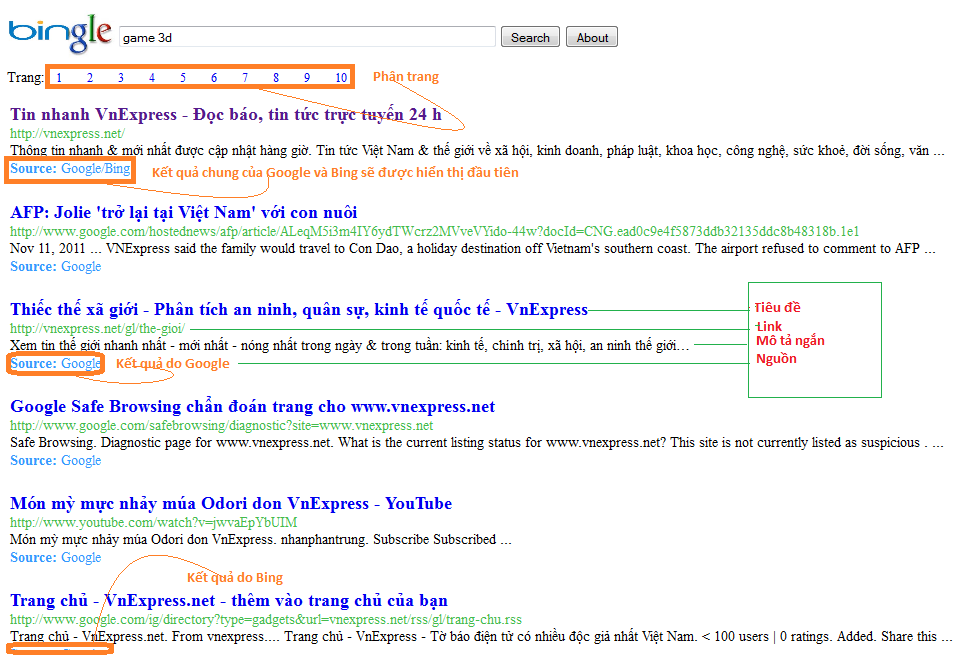 bingle game 3d Search About
Trang: 1 2 3 4 5 6 7 8 9 10 Phân trang
Tin nhanh VnExpress - Đọc báo, tin tức trực tuyến 24 h
http://vnexpress.net/
Thông tin nhanh & mới nhất được cập nhật hàng giờ. Tin tức Việt Nam & thế giới về xã hội, kinh doanh, pháp luật, khoa học, công nghệ, sức khoẻ, đời sống, văn ...
Source: Google/Bing Kết quả chung của Google và Bing sẽ được hiển thị đầu tiên
AFP: Jolie 'trở lại tại Việt Nam' với con nuôi
http://www.google.com/hostednews/afp/article/ALeqM5i3m4IY6ydTWcrz2MVveVYido-44w?docId=CNG.ead0c9e4f5873ddb32135ddc8b48318b.1e1
Nov 11, 2011 ... VNExpress said the family would travel to Con Dao, a holiday destination off Vietnam's southern coast. The airport refused to comment to AFP ...
Source: Google
Thiếc thế xã giới - Phân tích an ninh, quân sự, kinh tế quốc tế - VnExpress Tiêu đề
http://vnexpress.net/gl/the-gioi/ Link
Xem tin thế giới nhanh nhất - mới nhất - nóng nhất trong ngày & trong tuần: kinh tế, chính trị, xã hội, an ninh thế giới… Mô tả ngắn
Source: Google Kết quả do Google Nguồn
Google Safe Browsing chẩn đoán trang cho www.vnexpress.net
http://www.google.com/safebrowsing/diagnostic?site=www.vnexpress.net
Safe Browsing. Diagnostic page for www.vnexpress.net. What is the current listing status for www.vnexpress.net? This site is not currently listed as suspicious . ...
Source: Google
Món mỳ mực nhảy múa Odori don VnExpress - YouTube
http://www.youtube.com/watch?v=jwvaEpYbUIM
Món mỳ mực nhảy múa Odori don VnExpress. nhanphantrung. Subscribe Subscribed ...
Source: Google
Kết quả do Bing
Trang chủ - VnExpress.net - thêm vào trang chủ của bạn
http://www.google.com/ig/directory?type=gadgets&url=vnexpress.net/rss/gl/trang-chu.rss
Trang chủ - VnExpress.net. From vnexpress.... Trang chủ - VnExpress - Tờ báo điện tử có nhiều độc giả nhất Việt Nam. < 100 users | 0 ratings. Added. Share this ...